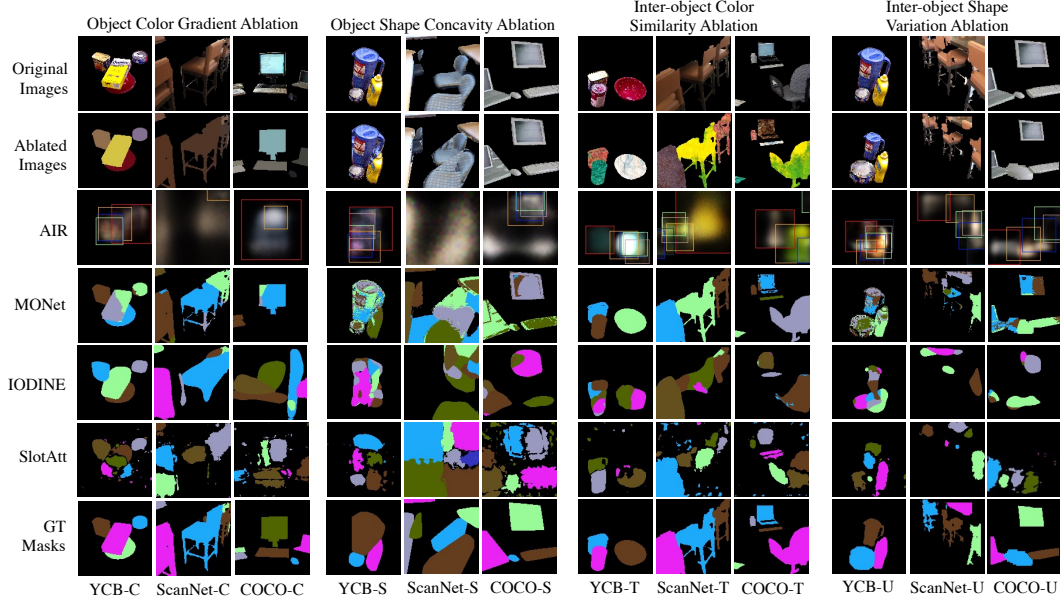 Object Color Gradient Ablation
Object Shape Concavity Ablation
Inter-object Color
Similarity Ablation
Inter-object Shape
Variation Ablation
Original
Images
Ablated
Images
AIR
MONet
IODINE
SlotAtt
GT
Masks
YCB-C ScanNet-C COCO-C YCB-S ScanNet-S COCO-S YCB-T ScanNet-T COCO-T YCB-U ScanNet-U COCO-U